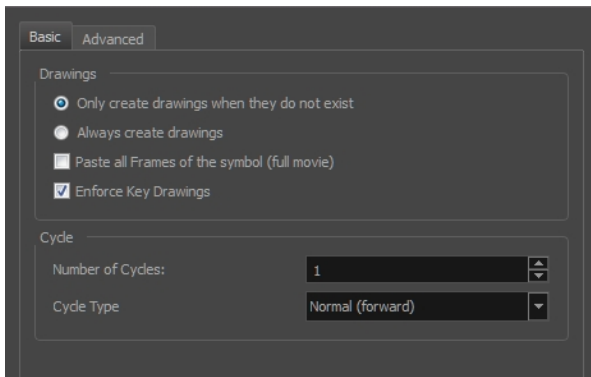 Basic Advanced
Drawings
Only create drawings when they do not exist
Always create drawings
Paste all Frames of the symbol (full movie)
Enforce Key Drawings
Cycle
Number of Cycles: 1
Cycle Type Normal (forward)